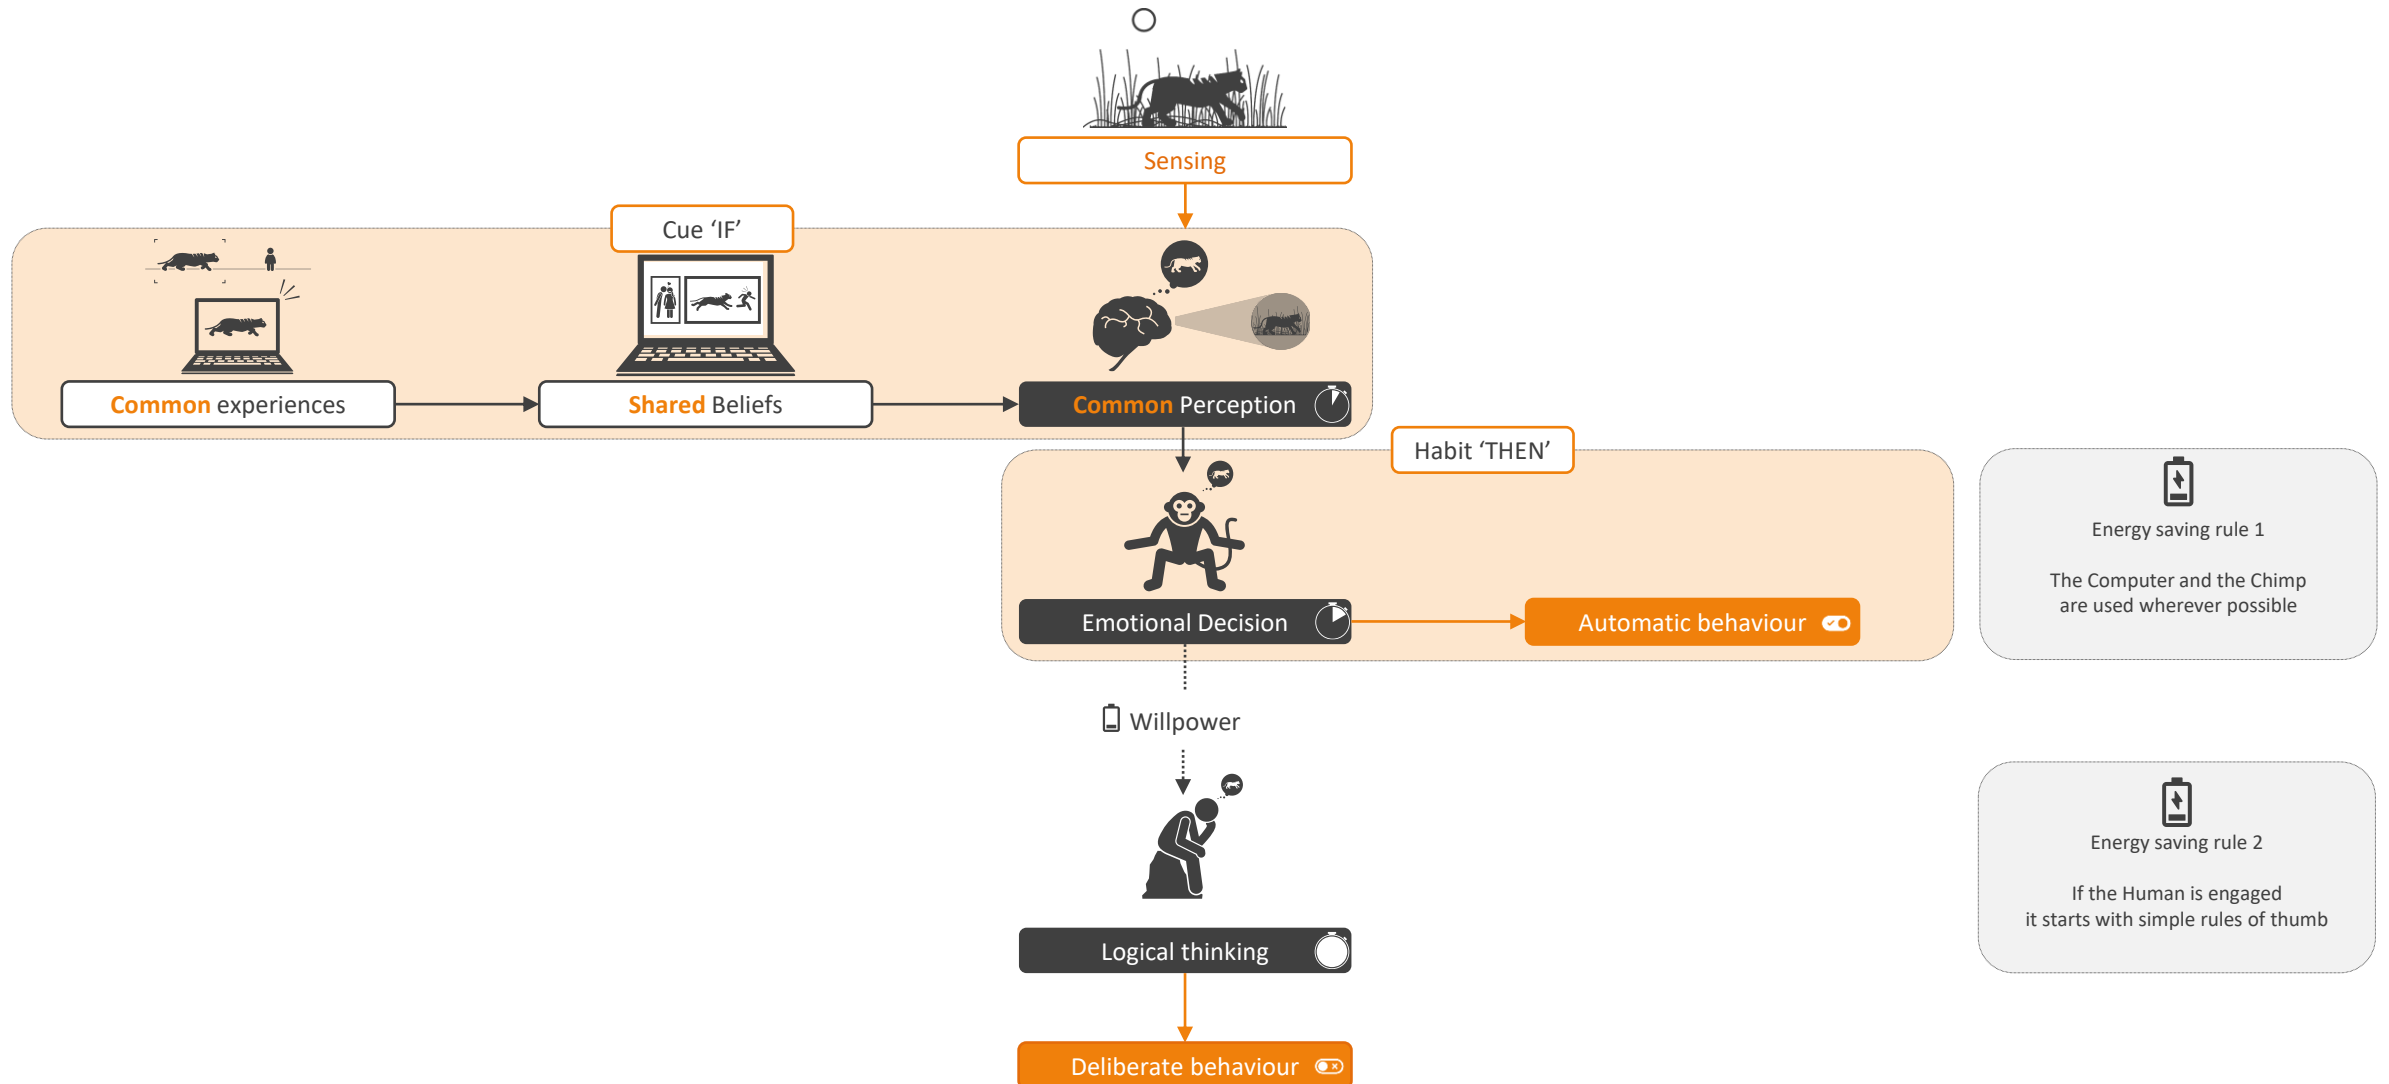 Sensing
Cue ‘IF’
Common experiences
Shared Beliefs
Common Perception
Habit ‘THEN’
Emotional Decision
Automatic behaviour
Energy saving rule 1
The Computer and the Chimp
are used wherever possible
Willpower
Energy saving rule 2
If the Human is engaged
it starts with simple rules of thumb
Logical thinking
Deliberate behaviour